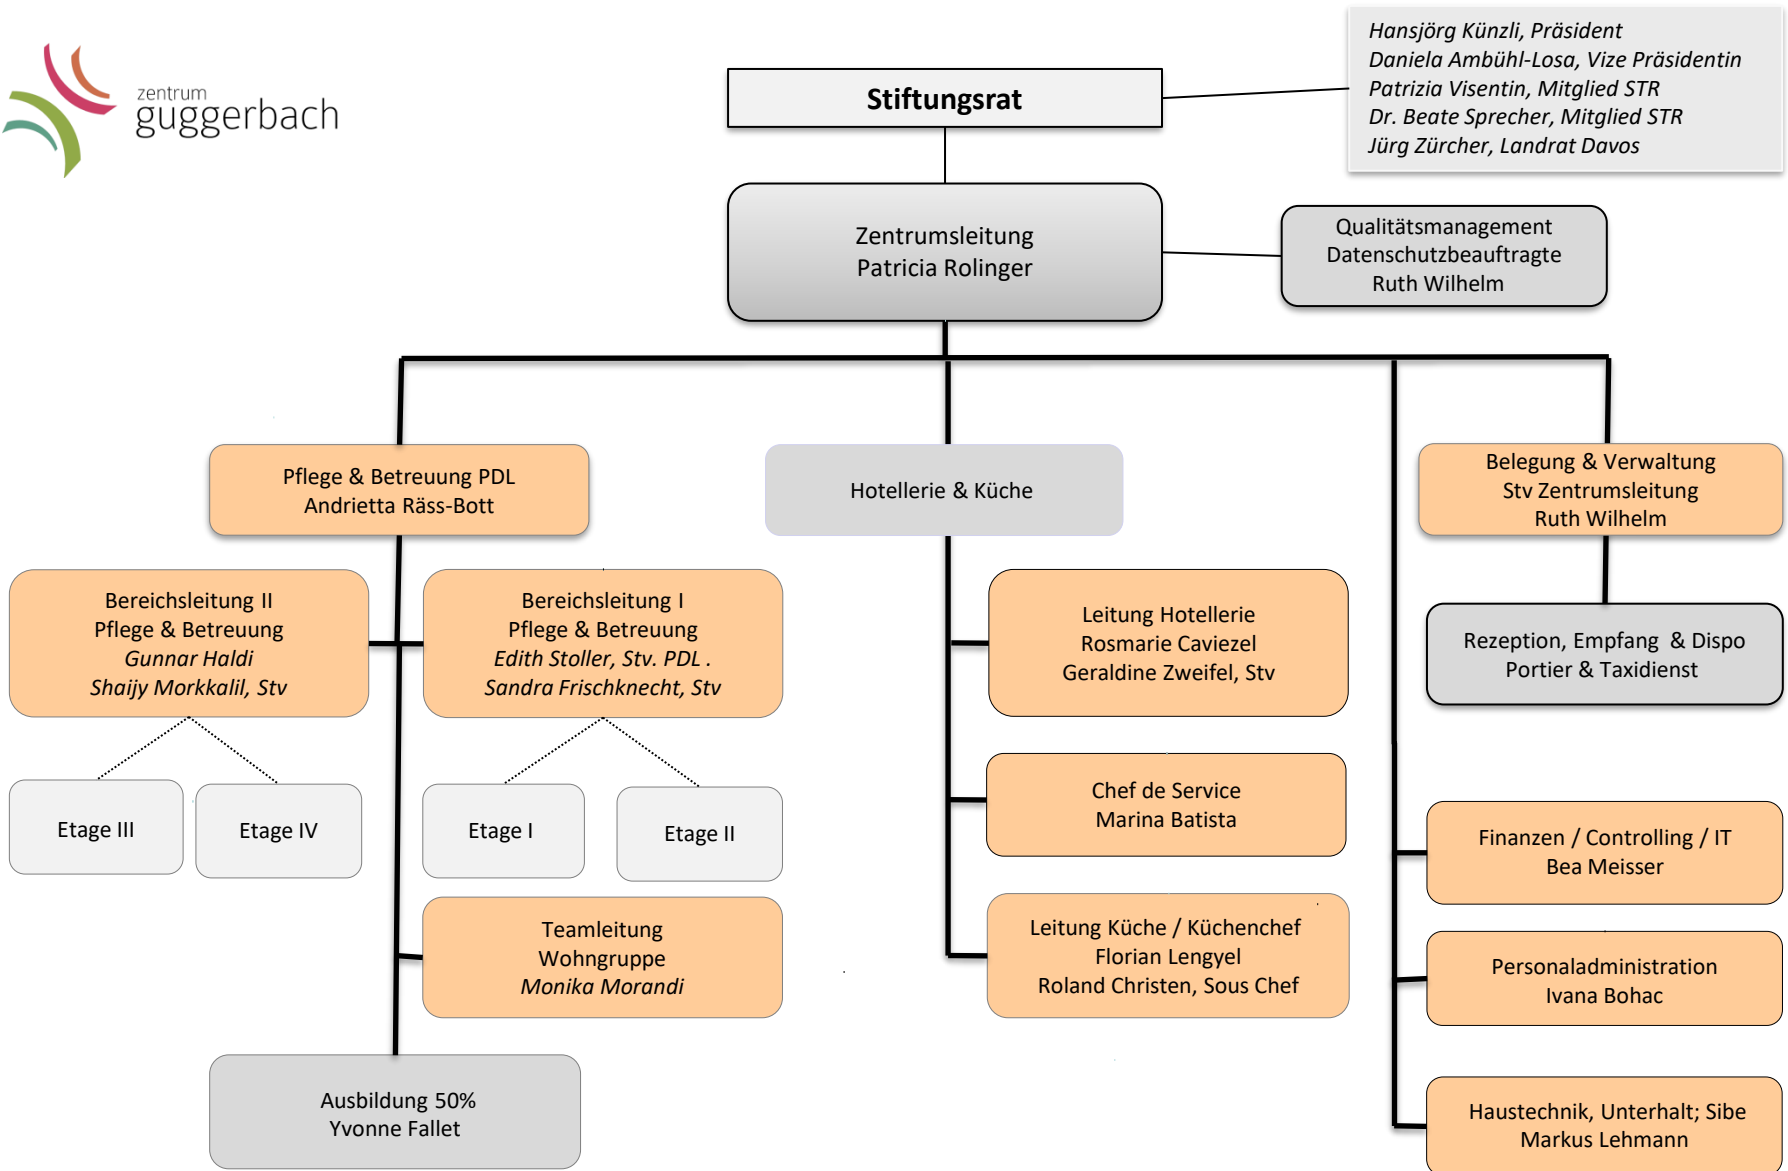 zentrum
guggerbach
Stiftungsrat
Hansjörg Künzli, Präsident
Daniela Ambühl-Losa, Vize Präsidentin
Patrizia Visentin, Mitglied STR
Dr. Beate Sprecher, Mitglied STR
Jürg Zürcher, Landrat Davos
Zentrumsleitung
Patricia Rolinger
Qualitätsmanagement
Datenschutzbeauftragte
Ruth Wilhelm
Pflege & Betreuung PDL
Andrietta Räss-Bott
Hotellerie & Küche
Belegung & Verwaltung
Stv Zentrumsleitung
Ruth Wilhelm
Bereichsleitung II
Pflege & Betreuung
Gunnar Haldi
Shaijy Morkkalil, Stv
Bereichsleitung I
Pflege & Betreuung
Edith Stoller, Stv. PDL .
Sandra Frischknecht, Stv
Leitung Hotellerie
Rosmarie Caviezel
Geraldine Zweifel, Stv
Rezeption, Empfang & Dispo
Portier & Taxidienst
Etage III
Etage IV
Etage I
Etage II
Chef de Service
Marina Batista
Finanzen / Controlling / IT
Bea Meisser
Teamleitung
Wohngruppe
Monika Morandi
Leitung Küche / Küchenchef
Florian Lengyel
Roland Christen, Sous Chef
Personaladministration
Ivana Bohac
Ausbildung 50%
Yvonne Fallet
Haustechnik, Unterhalt; Sibe
Markus Lehmann